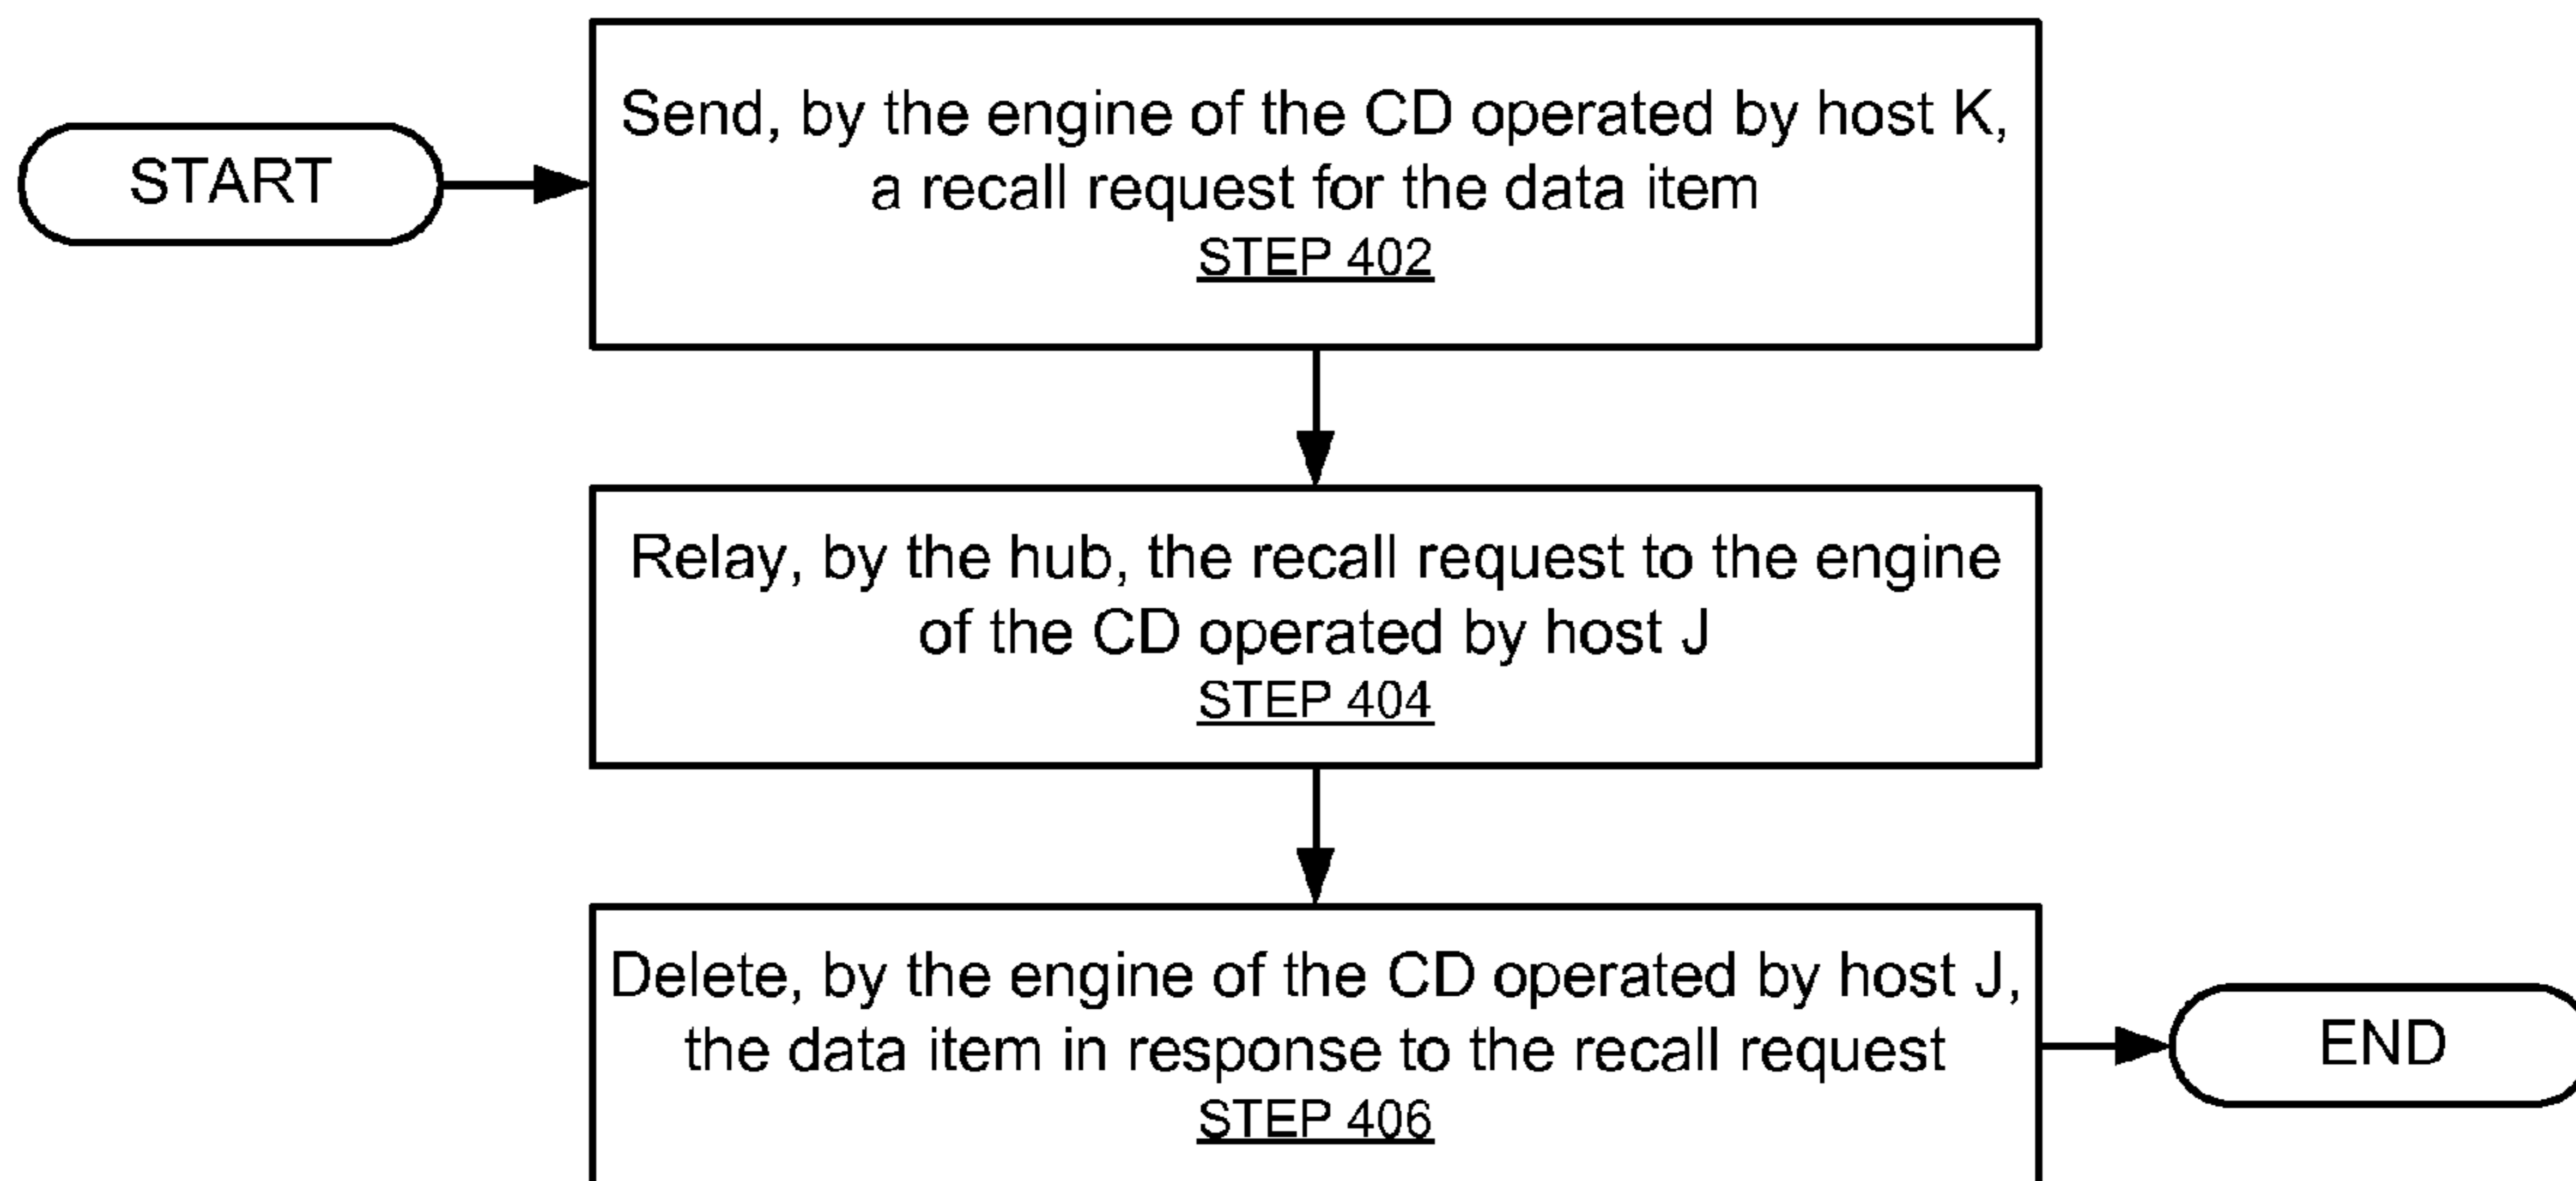 START
Send, by the engine of the CD operated by host K,
a recall request for the data item
STEP 402
Relay, by the hub, the recall request to the engine
of the CD operated by host J
STEP 404
Delete, by the engine of the CD operated by host J,
the data item in response to the recall request
STEP 406
END